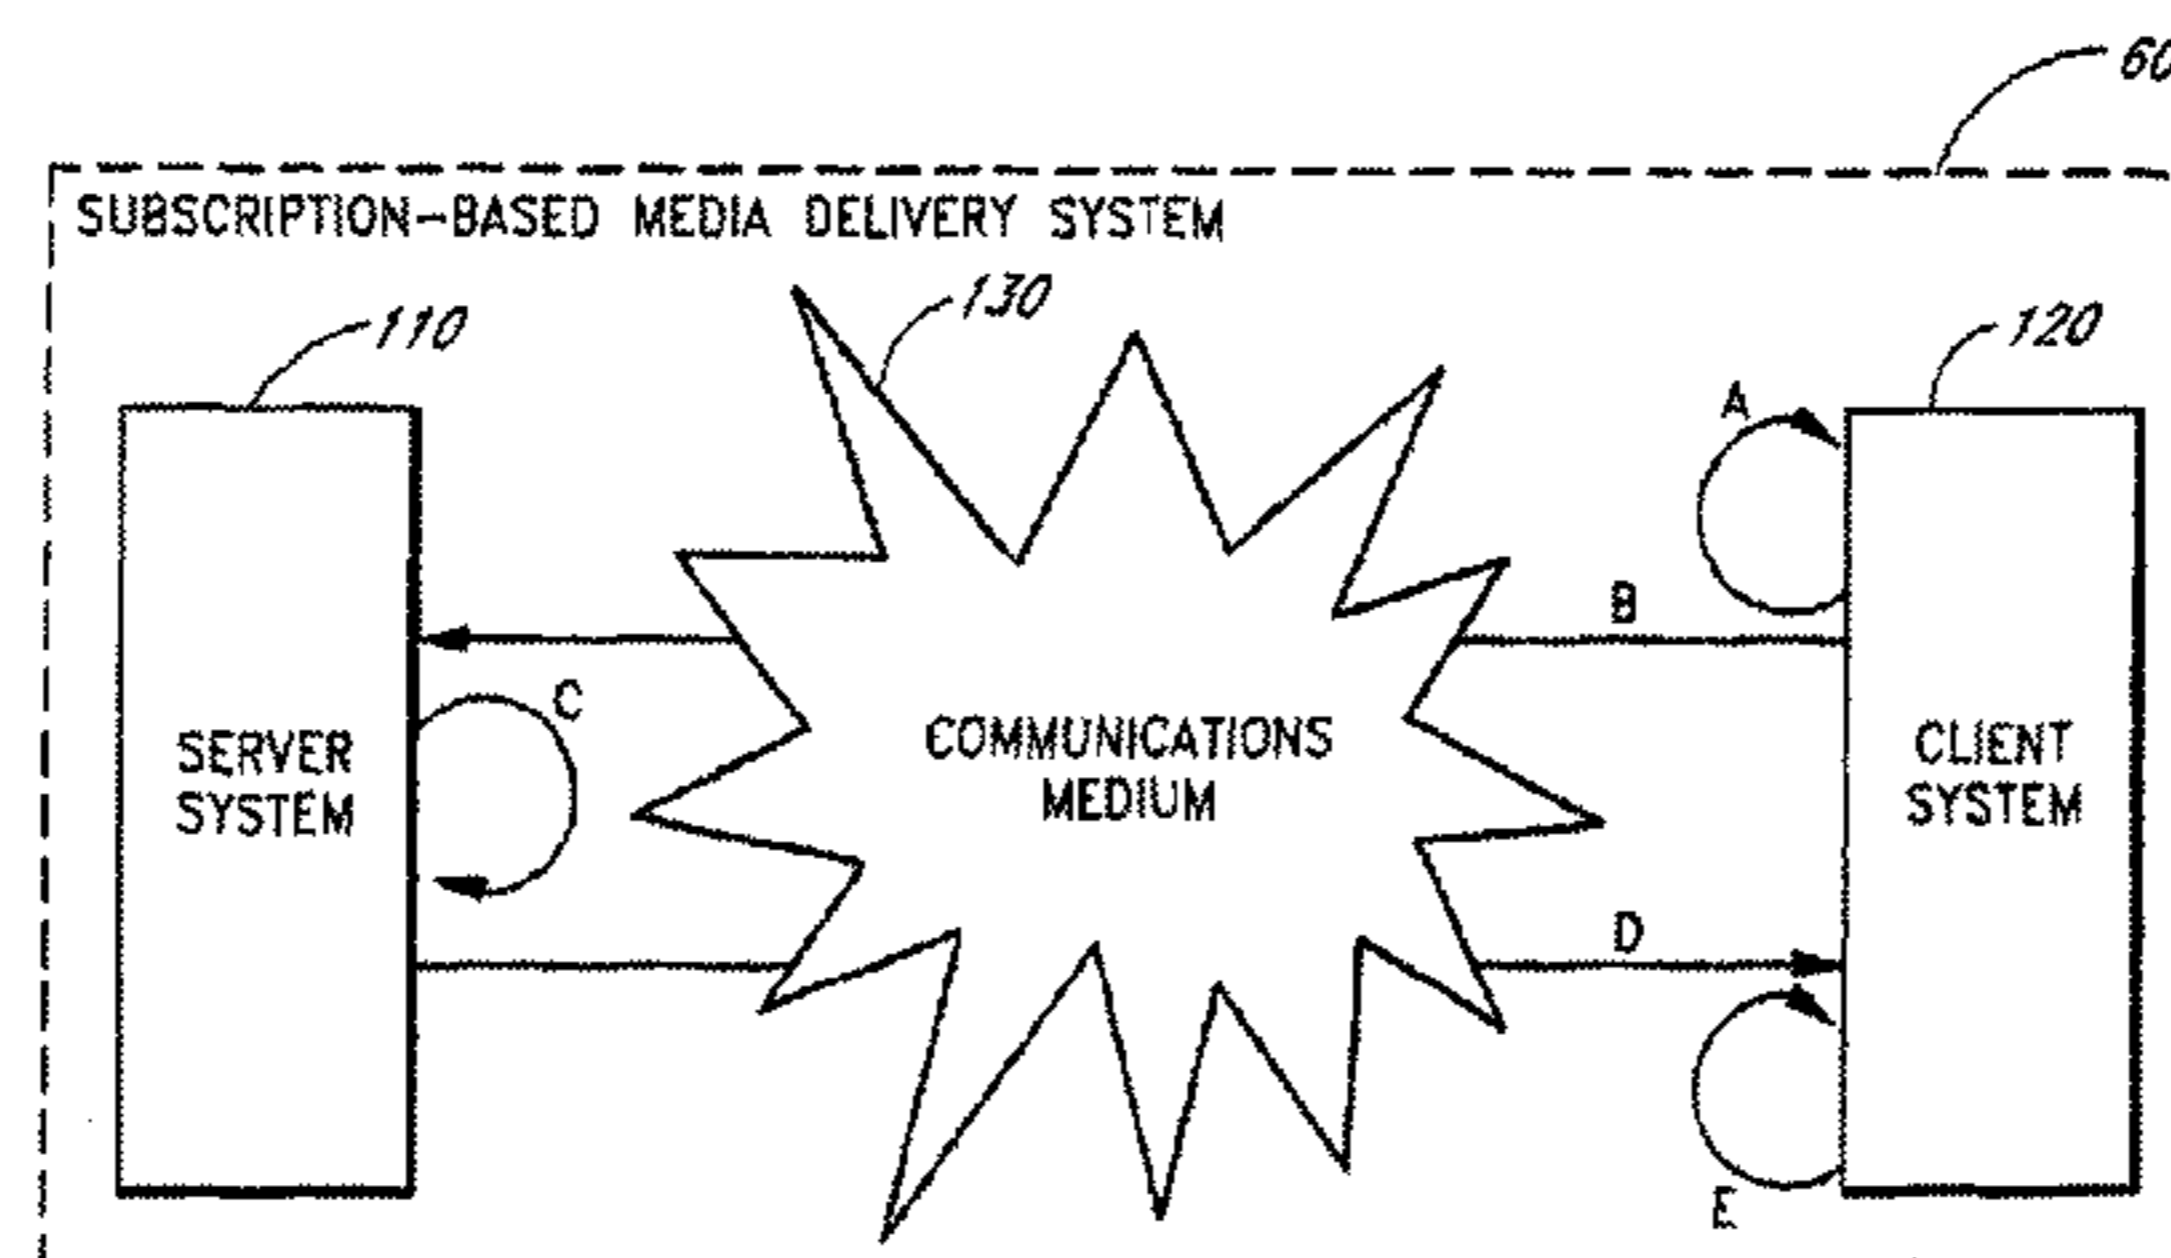 60
SUBSCRIPTION-BASED MEDIA DELIVERY SYSTEM
110
130
120
A
B
C
SERVER
SYSTEM
COMMUNICATIONS
MEDIUM
CLIENT
SYSTEM
D
E